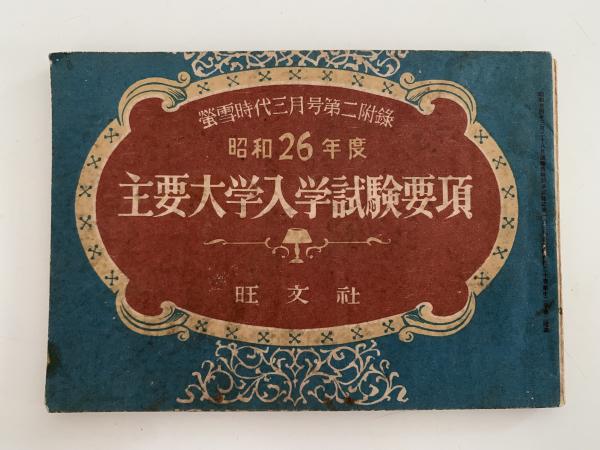 螢雪時代三月号第二附錄
昭和26年度
主要大学入学試験要項
旺文社